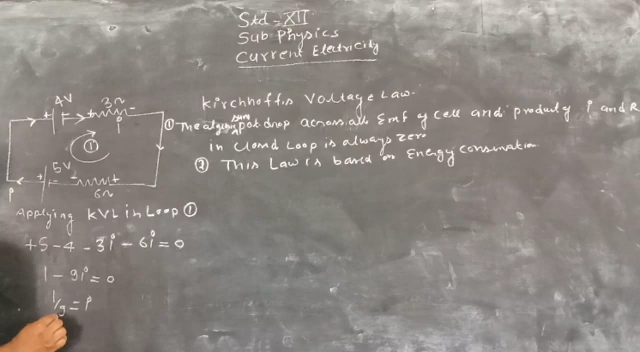 Std - XII
Sub Physics
Current Electricity
Kirchhoff's Voltage Law.
① The algebric sum pot. drop across all Emf of cell and product of i and R
in closed Loop is always zero
② This Law is based on Energy conservation
4V
3Ω
i
①
5V
6Ω
i
Applying KVL in Loop ①
+5 - 4 - 3i - 6i = 0
1 - 9i = 0
1/9 = i